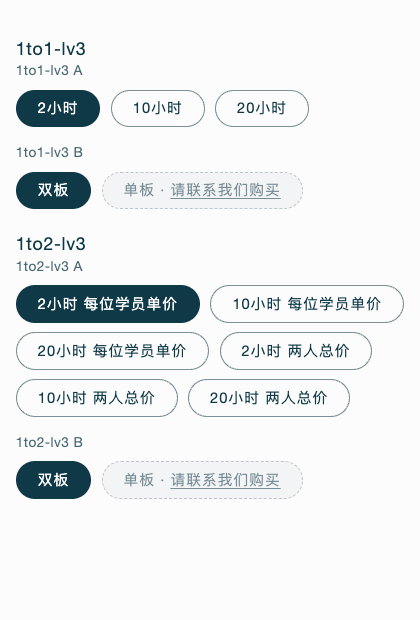 1to1-lv3
1to1-lv3 A
2小时 10小时 20小时
1to1-lv3 B
双板 单板 · 请联系我们购买
1to2-lv3
1to2-lv3 A
2小时 每位学员单价 10小时 每位学员单价
20小时 每位学员单价 2小时 两人总价
10小时 两人总价 20小时 两人总价
1to2-lv3 B
双板 单板 · 请联系我们购买